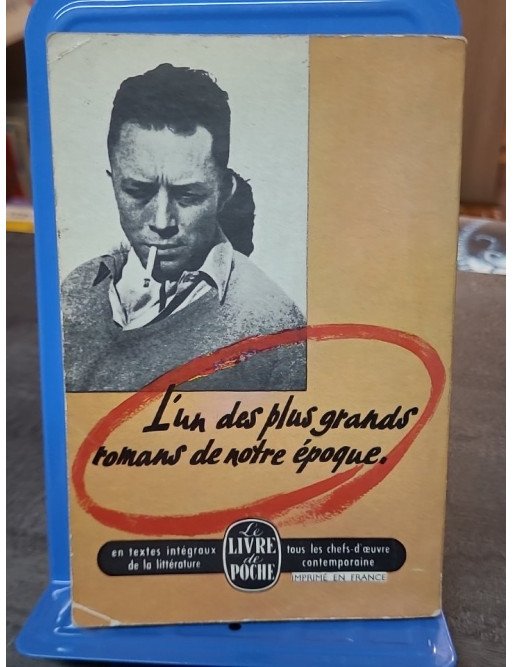 L'un des plus grands
romans de notre époque.
en textes intégraux
de la littérature
Le
LIVRE
de
POCHE
tous les chefs-d'œuvre
contemporaine
IMPRIMÉ EN FRANCE